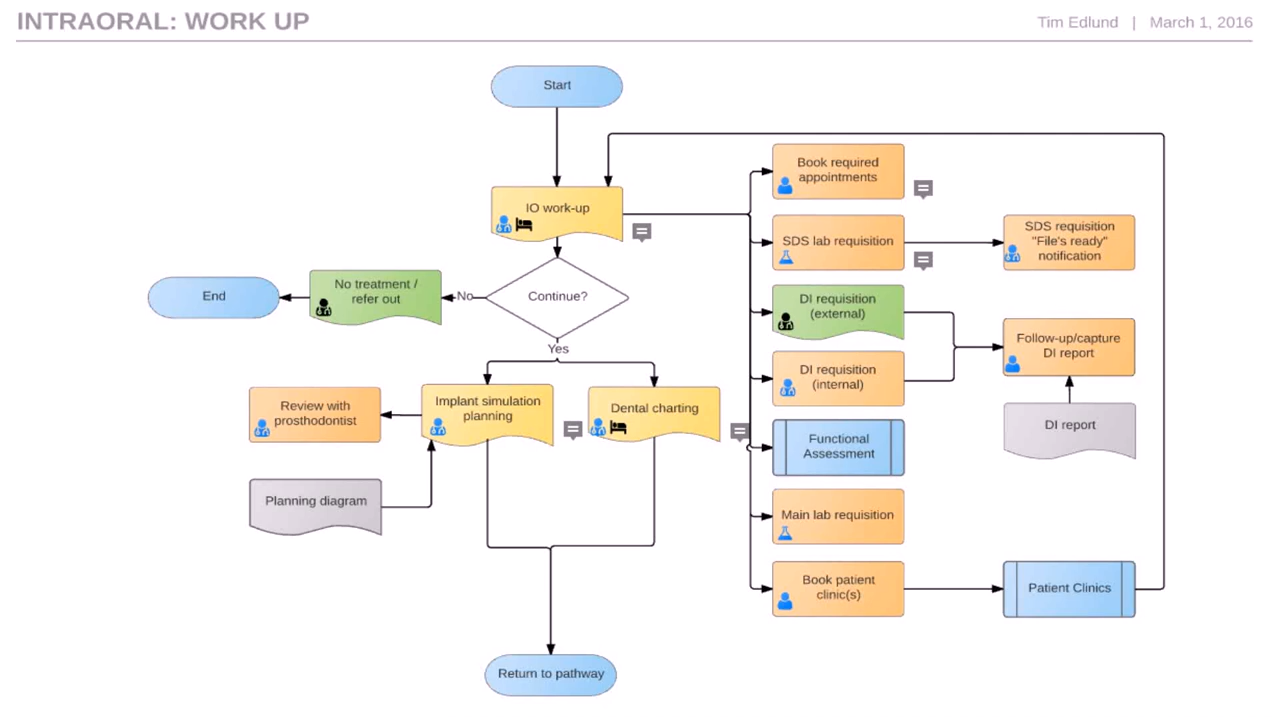 INTRAORAL: WORK UP
Tim Edlund | March 1, 2016
Start
Book required
appointments
IO work-up
SDS lab requisition
SDS requisition
"File's ready"
notification
End
No treatment /
refer out
No
Continue?
Yes
DI requisition
(external)
DI requisition
(internal)
Follow-up/capture
DI report
DI report
Review with
prosthodontist
Implant simulation
planning
Dental charting
Functional
Assessment
Planning diagram
Main lab requisition
Book patient
clinic(s)
Patient Clinics
Return to pathway